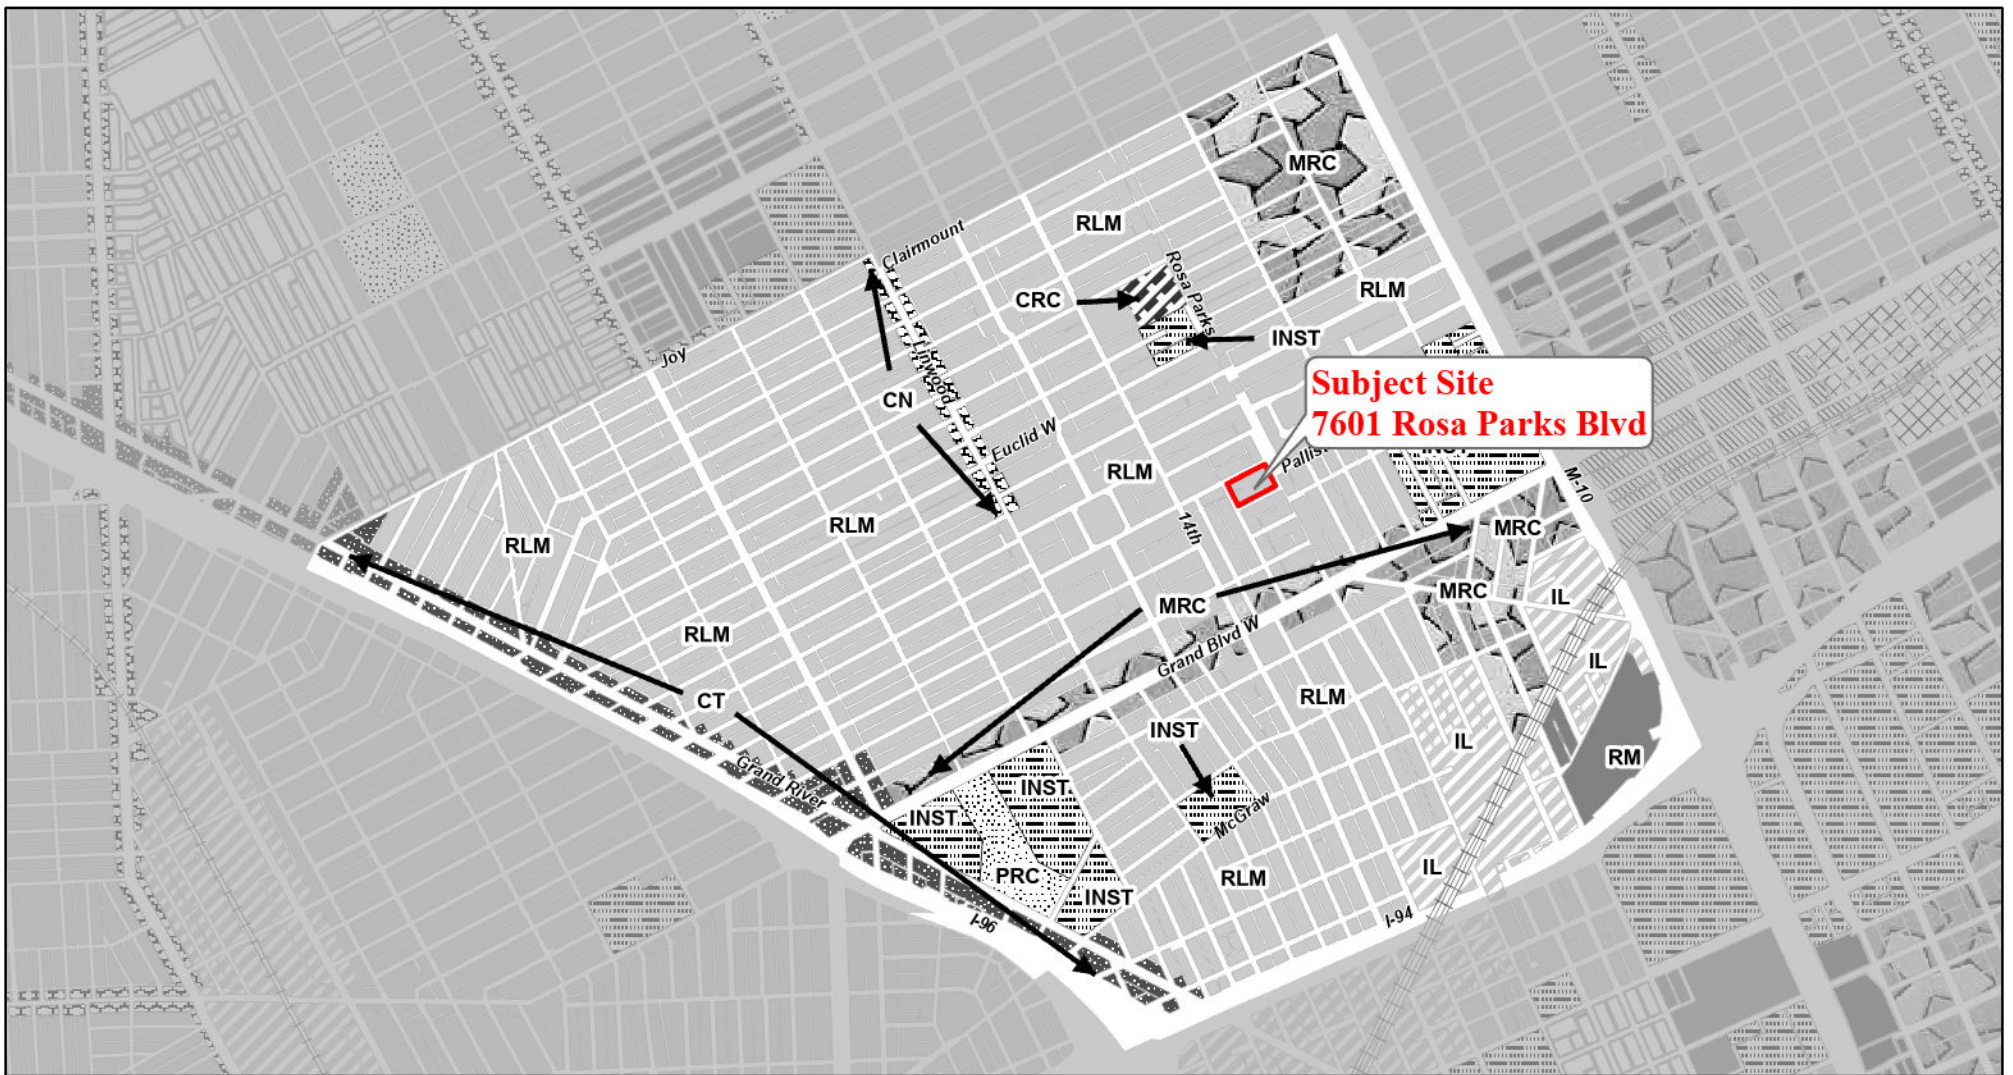 MRC
RLM
Clairmount
Rosa Parks
RLM
CRC
INST
Joy
Linwood
CN
Subject Site
7601 Rosa Parks Blvd
Euclid W
RLM
INST
M-10
14th
RLM
MRC
RLM
MRC
IL
MRC
RLM
Grand Blvd W
IL
CT
RLM
INST
IL
RM
Grand River
INST
INST
McGraw
PRC
RLM
IL
INST
I-96
I-94